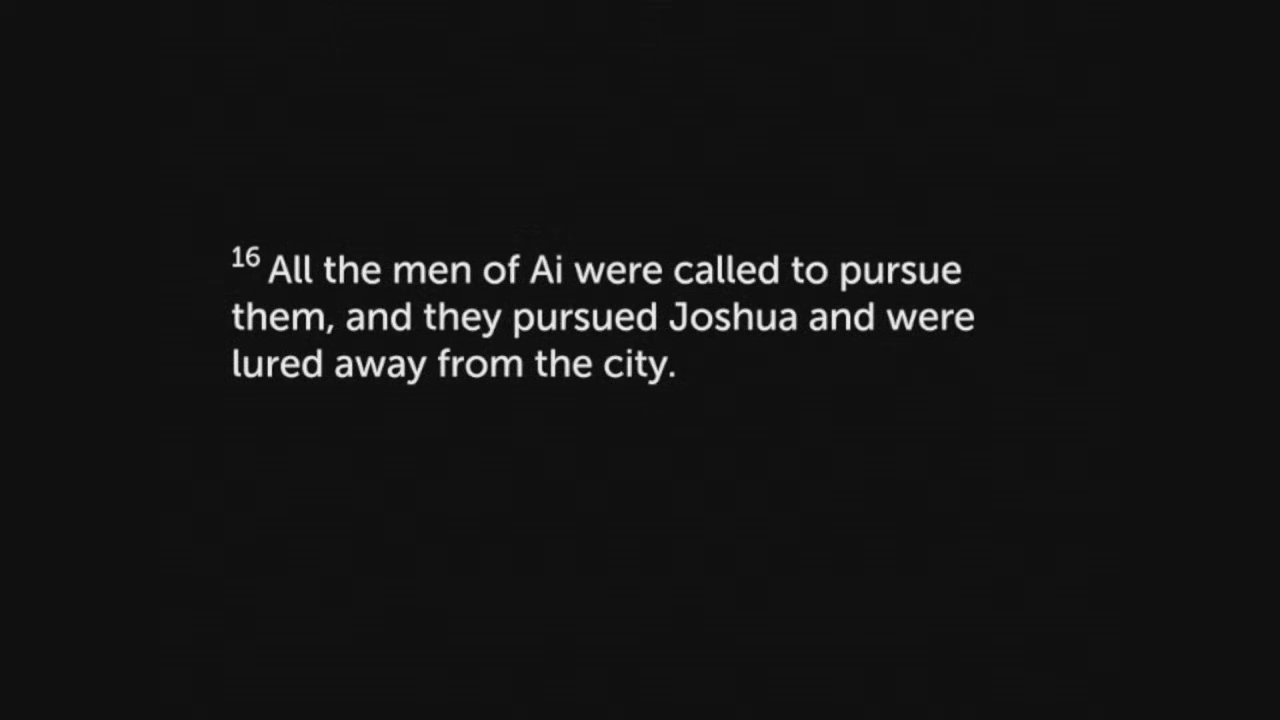 16 All the men of Ai were called to pursue
them, and they pursued Joshua and were
lured away from the city.